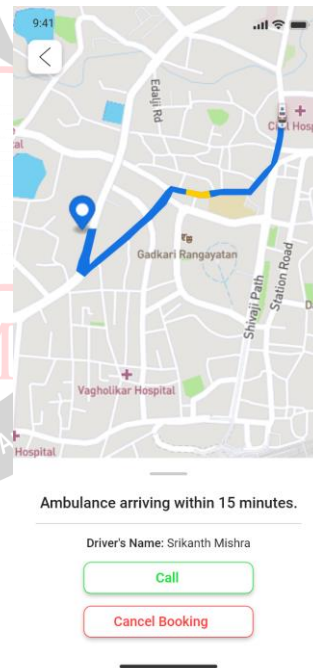 9:41
Edalji Rd
Civil Hosp
al
Gadkari Rangayatan
Shivaji Path
Station Road
D
Vagholikar Hospital
Hospital
Ambulance arriving within 15 minutes.
Driver's Name: Srikanth Mishra
Call
Cancel Booking